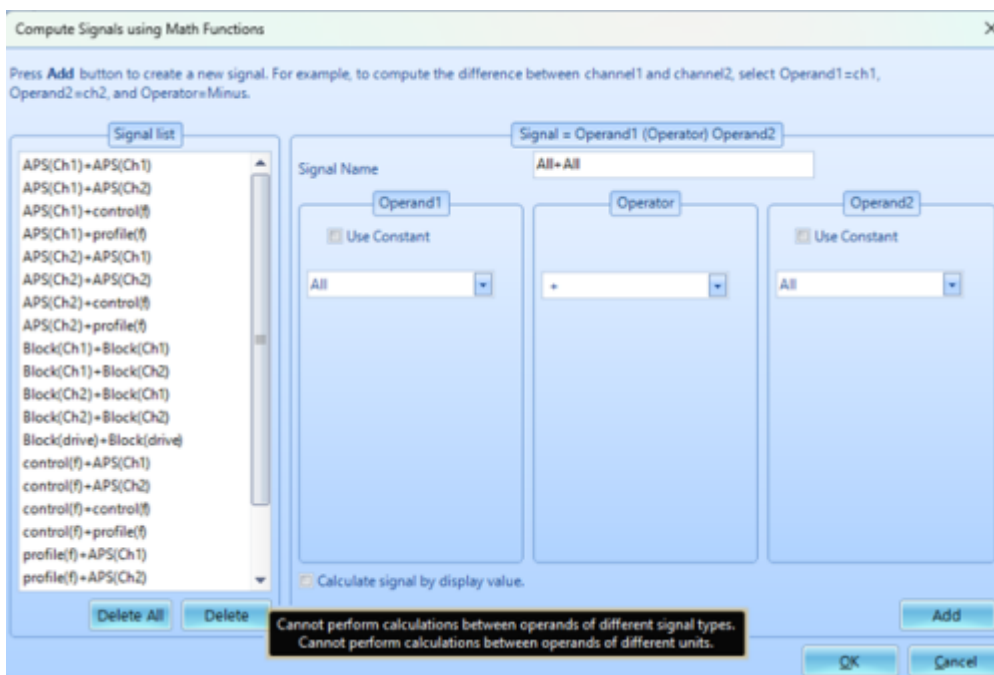 Compute Signals using Math Functions
Press Add button to create a new signal. For example, to compute the difference between channel1 and channel2, select Operand1=ch1,
Operand2=ch2, and Operator=Minus.
Signal list
APS(Ch1)+APS(Ch1)
APS(Ch1)+APS(Ch2)
APS(Ch1)+control(f)
APS(Ch1)+profile(f)
APS(Ch2)+APS(Ch1)
APS(Ch2)+APS(Ch2)
APS(Ch2)+control(f)
APS(Ch2)+profile(f)
Block(Ch1)+Block(Ch1)
Block(Ch1)+Block(Ch2)
Block(Ch2)+Block(Ch1)
Block(Ch2)+Block(Ch2)
Block(drive)+Block(drive)
control(f)+APS(Ch1)
control(f)+APS(Ch2)
control(f)+control(f)
control(f)+profile(f)
profile(f)+APS(Ch1)
profile(f)+APS(Ch2)
Delete All
Delete
Signal = Operand1 (Operator) Operand2
Signal Name
All+All
Operand1
Use Constant
All
Operator
+
Operand2
Use Constant
All
Calculate signal by display value.
Add
Cannot perform calculations between operands of different signal types.
Cannot perform calculations between operands of different units.
OK
Cancel